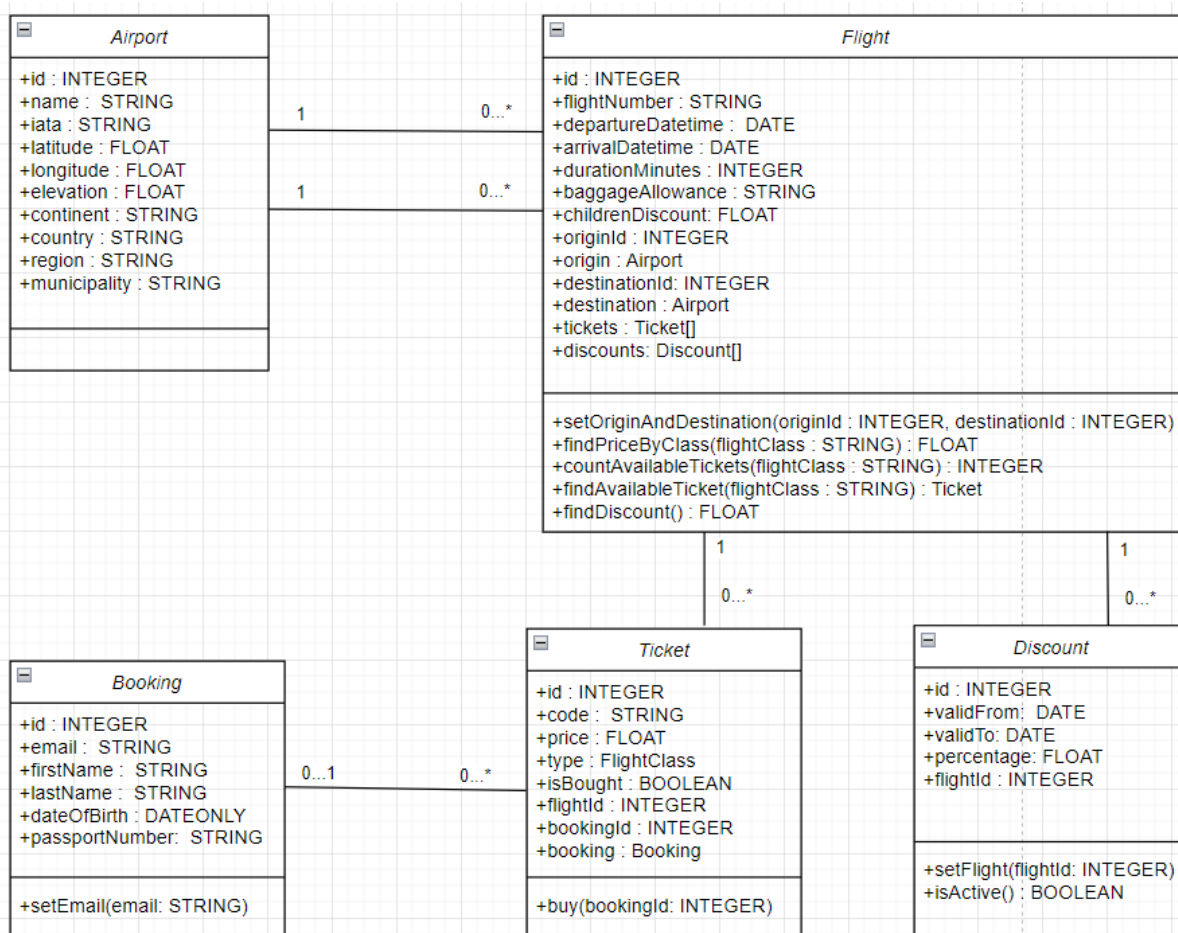 Airport
+id : INTEGER
+name :  STRING
+iata : STRING
+latitude : FLOAT
+longitude : FLOAT
+elevation : FLOAT
+continent : STRING
+country : STRING
+region : STRING
+municipality : STRING
1
0...*
1
0...*
Flight
+id : INTEGER
+flightNumber : STRING
+departureDatetime :  DATE
+arrivalDatetime : DATE
+durationMinutes : INTEGER
+baggageAllowance : STRING
+childrenDiscount: FLOAT
+originId : INTEGER
+origin : Airport
+destinationId: INTEGER
+destination : Airport
+tickets : Ticket[]
+discounts: Discount[]
+setOriginAndDestination(originId : INTEGER, destinationId : INTEGER)
+findPriceByClass(flightClass : STRING) : FLOAT
+countAvailableTickets(flightClass : STRING) : INTEGER
+findAvailableTicket(flightClass : STRING) : Ticket
+findDiscount() : FLOAT
1
0...*
1
0...*
Booking
+id : INTEGER
+email :  STRING
+firstName :  STRING
+lastName :  STRING
+dateOfBirth : DATEONLY
+passportNumber:  STRING
+setEmail(email: STRING)
0...1
0...*
Ticket
+id : INTEGER
+code :  STRING
+price : FLOAT
+type : FlightClass
+isBought : BOOLEAN
+flightId : INTEGER
+bookingId : INTEGER
+booking : Booking
+buy(bookingId: INTEGER)
Discount
+id : INTEGER
+validFrom:  DATE
+validTo: DATE
+percentage: FLOAT
+flightId : INTEGER
+setFlight(flightId: INTEGER)
+isActive() : BOOLEAN